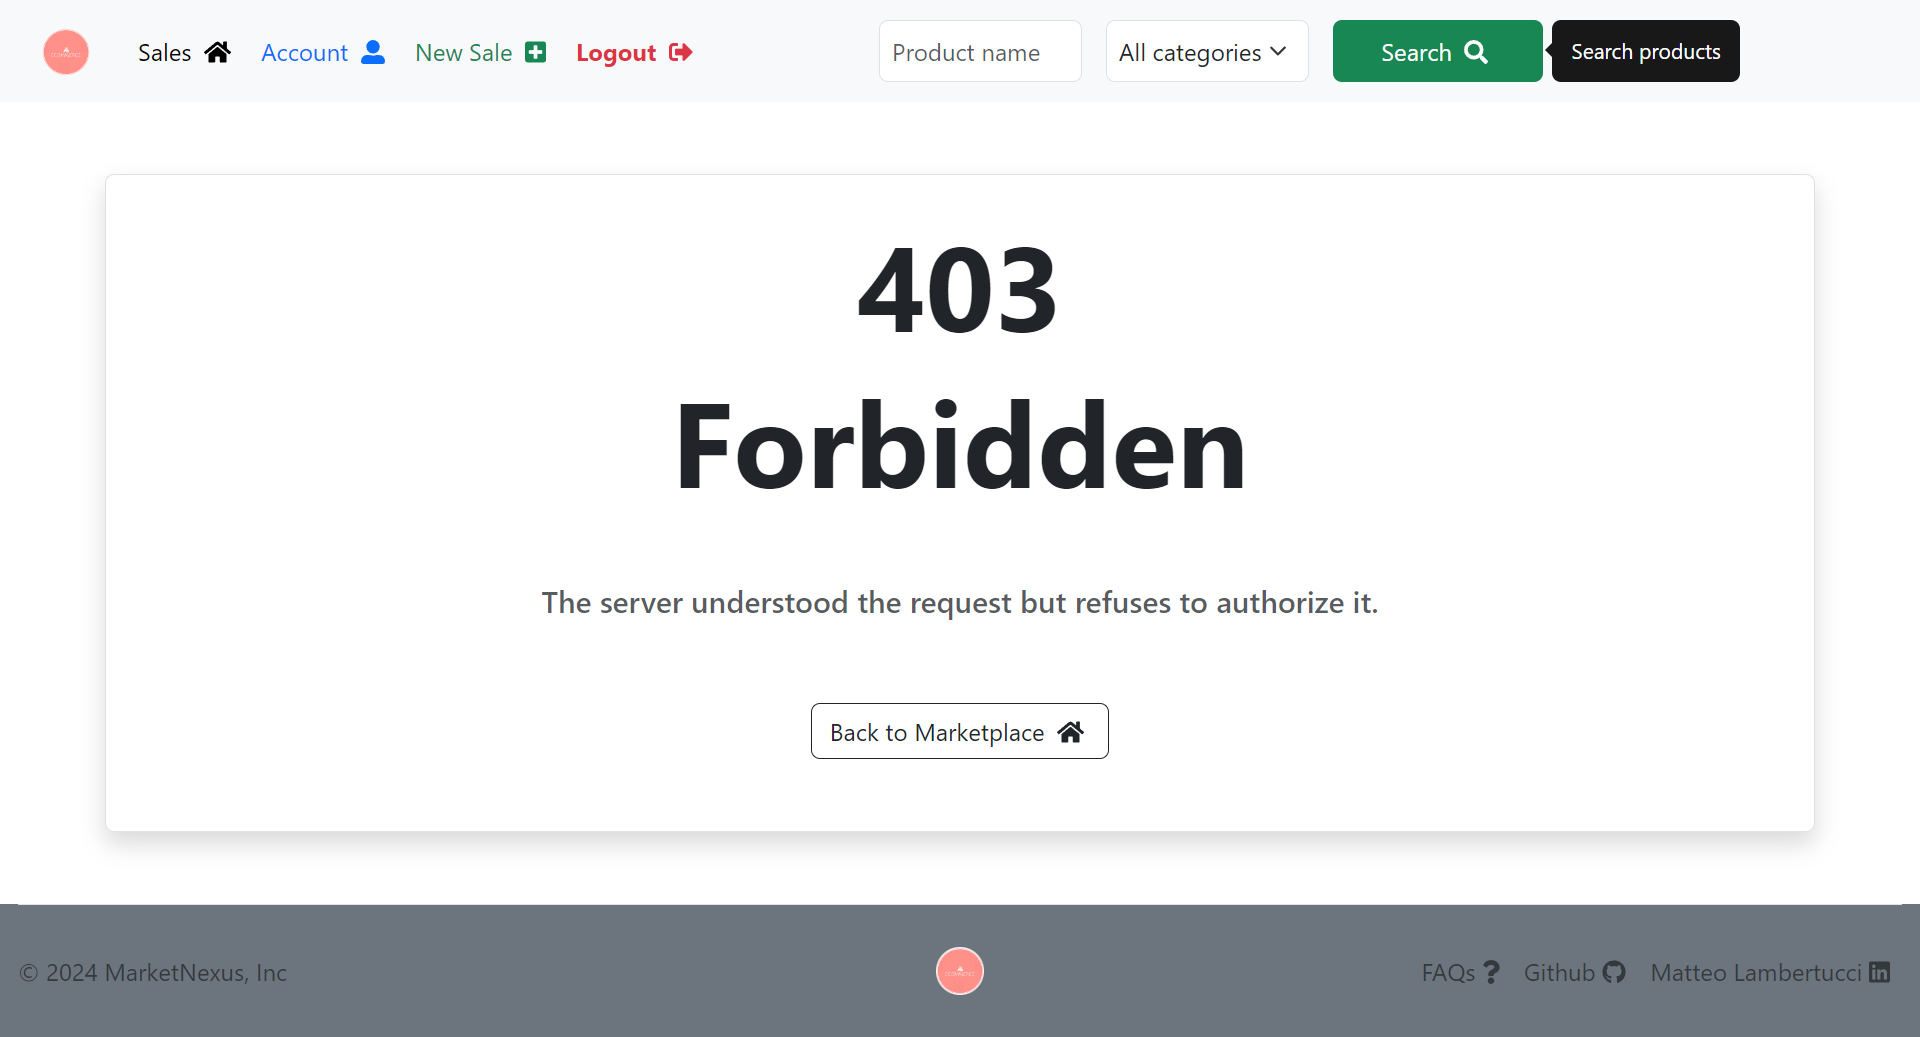 Sales Account New Sale Logout Product name All categories Search Search products
403
Forbidden
The server understood the request but refuses to authorize it.
Back to Marketplace
© 2024 MarketNexus, Inc FAQs Github Matteo Lambertucci